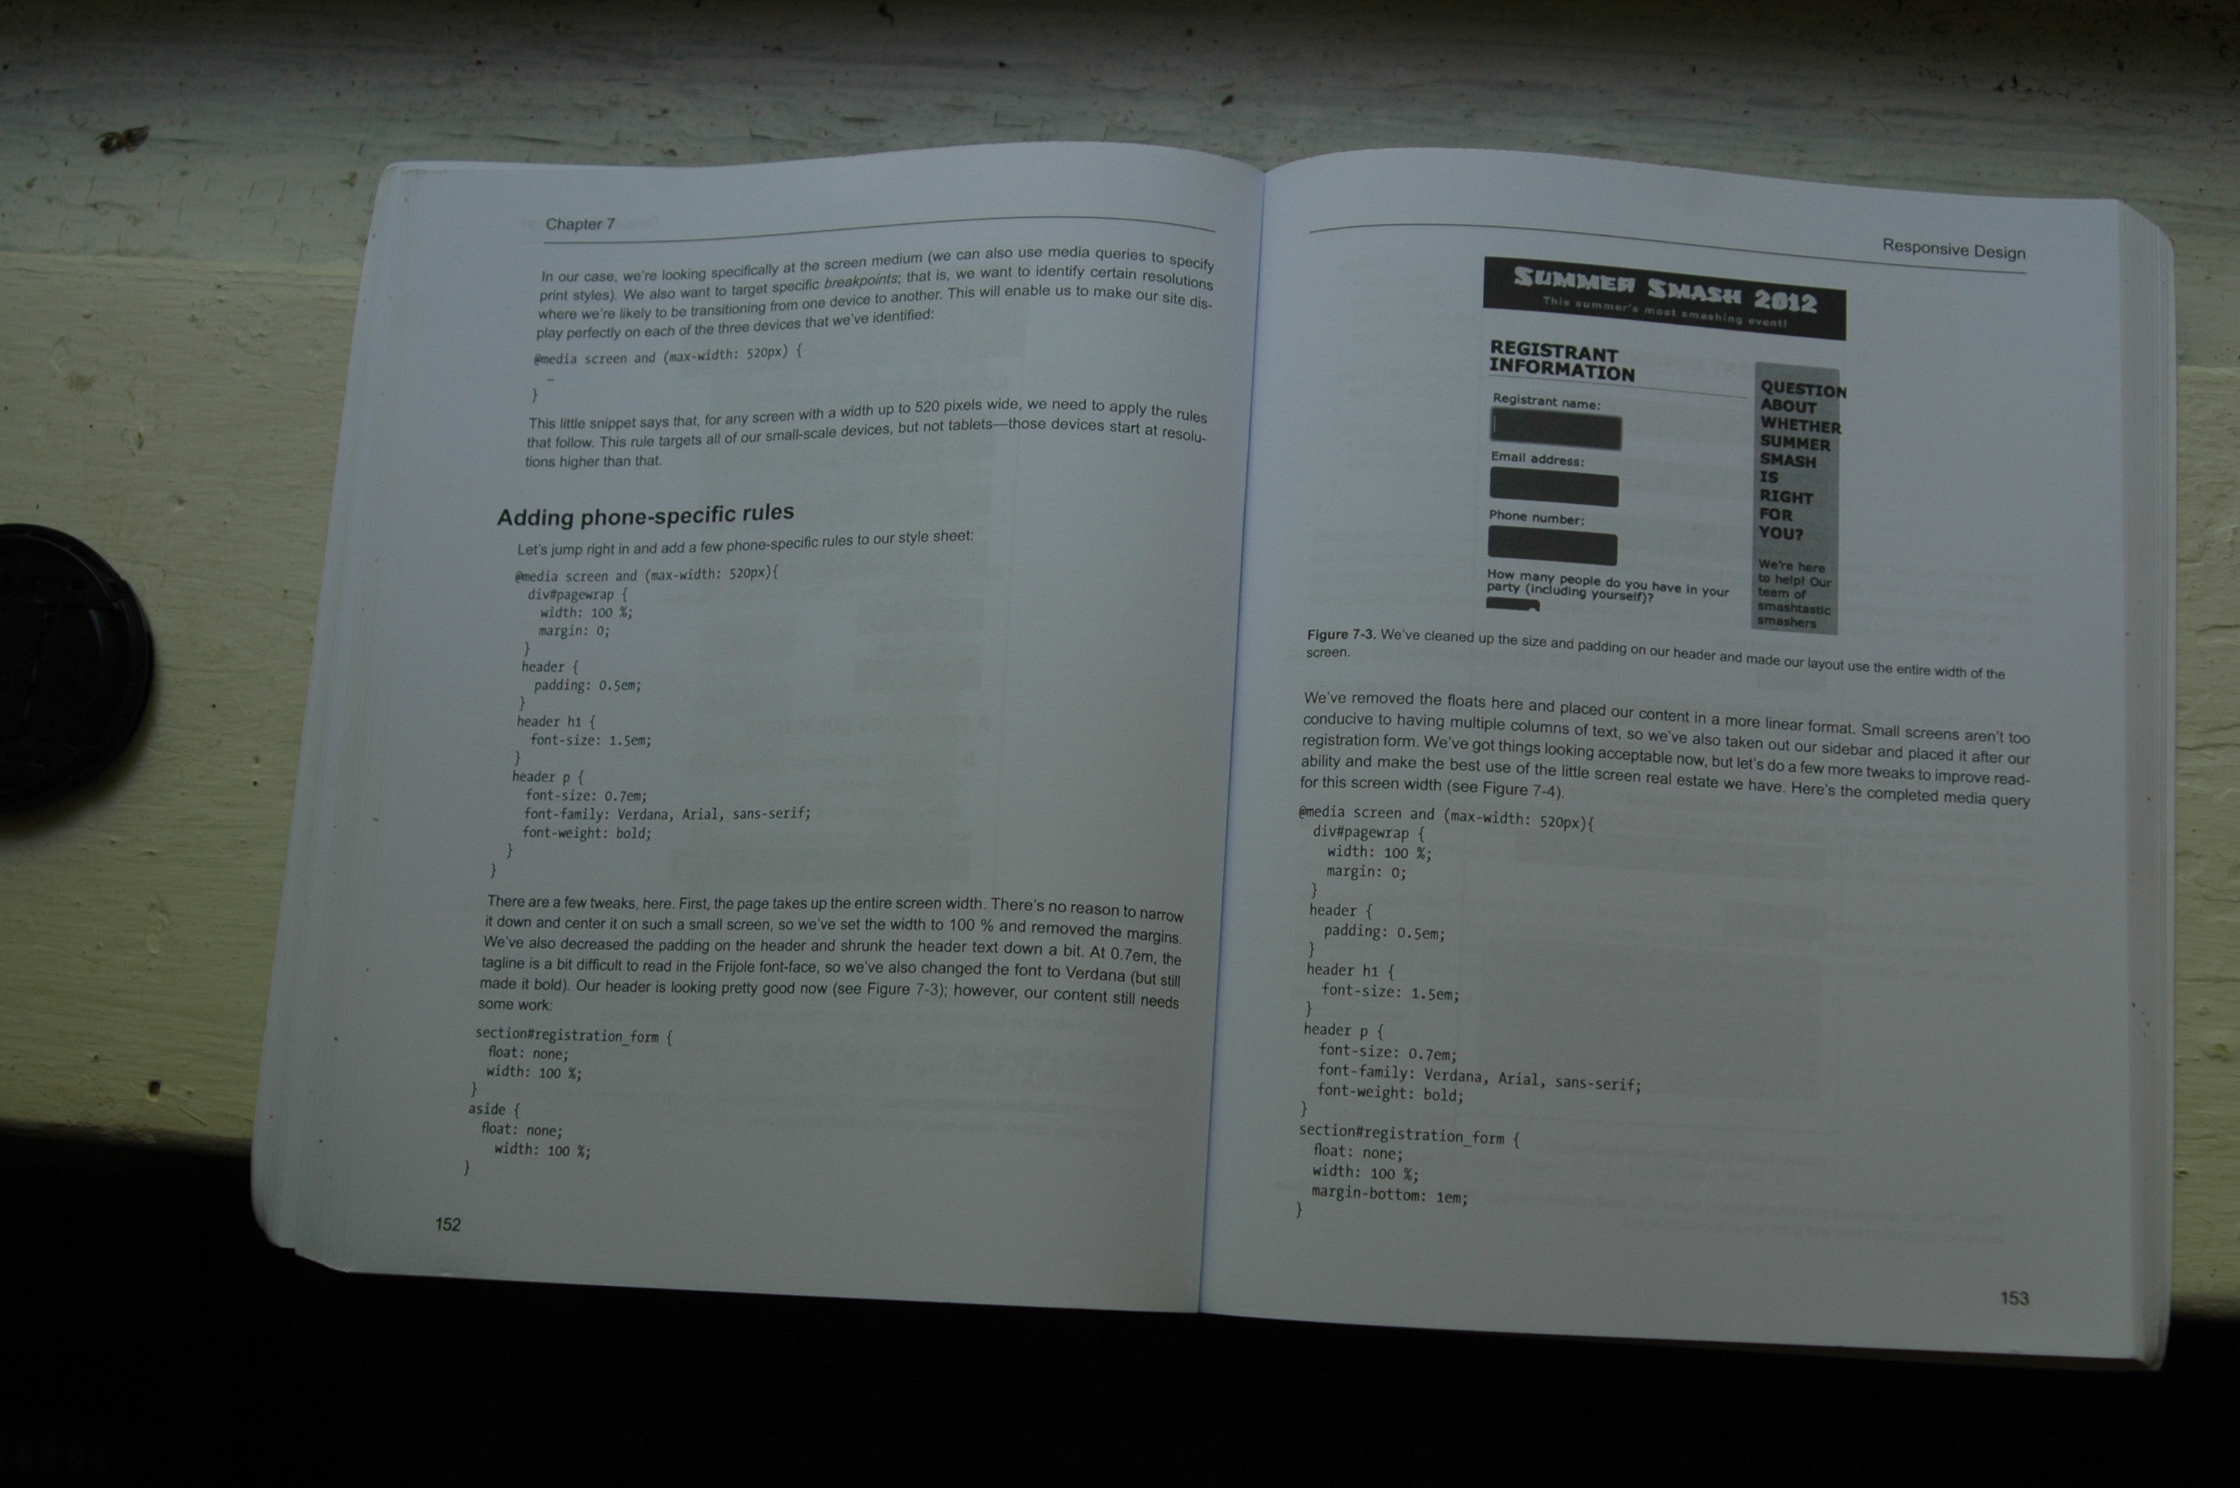 Chapter 7
In our case, we're looking specifically at the screen medium (we can also use media queries to specify
print styles). We also want to target specific breakpoints; that is, we want to identify certain resolutions
where we're likely to be transitioning from one device to another. This will enable us to make our site dis-
play perfectly on each of the three devices that we've identified:
@media screen and (max-width: 520px) {
–
}
This little snippet says that, for any screen with a width up to 520 pixels wide, we need to apply the rules
that follow. This rule targets all of our small-scale devices, but not tablets—those devices start at resolu-
tions higher than that.
Adding phone-specific rules
Let's jump right in and add a few phone-specific rules to our style sheet:
@media screen and (max-width: 520px){
div#pagewrap {
width: 100 %;
margin: 0;
}
header {
padding: 0.5em;
}
header h1 {
font-size: 1.5em;
}
header p {
font-size: 0.7em;
font-family: Verdana, Arial, sans-serif;
font-weight: bold;
}
}
There are a few tweaks, here. First, the page takes up the entire screen width. There's no reason to narrow
it down and center it on such a small screen, so we've set the width to 100 % and removed the margins.
We've also decreased the padding on the header and shrunk the header text down a bit. At 0.7em, the
tagline is a bit difficult to read in the Frijole font-face, so we've also changed the font to Verdana (but still
made it bold). Our header is looking pretty good now (see Figure 7-3); however, our content still needs
some work:
section#registration_form {
float: none;
width: 100 %;
}
aside {
float: none;
width: 100 %;
}
152
Responsive Design
SUMMER SMASH 2012
This summer's most smashing event!
REGISTRANT
INFORMATION
Registrant name:
Email address:
Phone number:
How many people do you have in your
party (including yourself)?
QUESTION
ABOUT
WHETHER
SUMMER
SMASH
IS
RIGHT
FOR
YOU?
We're here
to help! Our
team of
smashtastic
smashers
Figure 7-3. We've cleaned up the size and padding on our header and made our layout use the entire width of the
screen.
We've removed the floats here and placed our content in a more linear format. Small screens aren't too
conducive to having multiple columns of text, so we've also taken out our sidebar and placed it after our
registration form. We've got things looking acceptable now, but let's do a few more tweaks to improve read-
ability and make the best use of the little screen real estate we have. Here's the completed media query
for this screen width (see Figure 7-4).
@media screen and (max-width: 520px){
div#pagewrap {
width: 100 %;
margin: 0;
}
header {
padding: 0.5em;
}
header h1 {
font-size: 1.5em;
}
header p {
font-size: 0.7em;
font-family: Verdana, Arial, sans-serif;
font-weight: bold;
}
section#registration_form {
float: none;
width: 100 %;
margin-bottom: 1em;
}
153